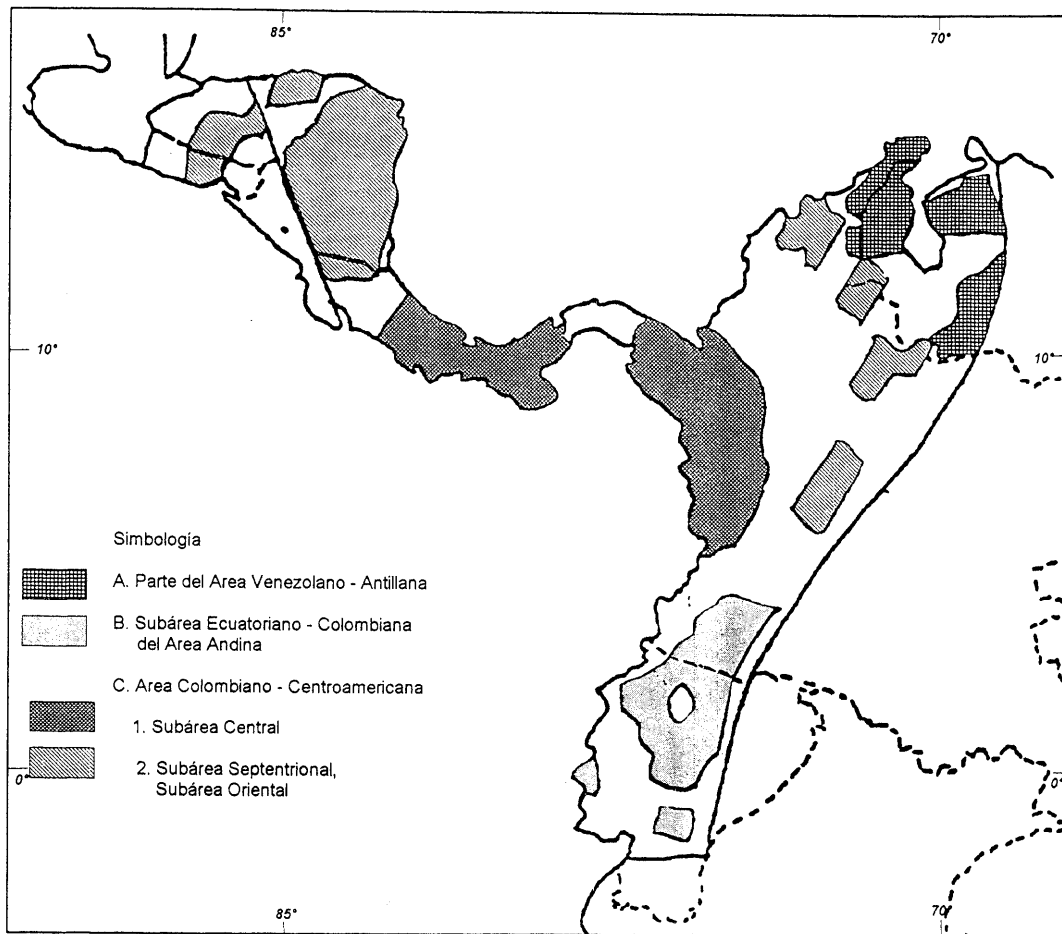 85°
70°
10°
10°
Simbología
A. Parte del Area Venezolano - Antillana
B. Subárea Ecuatoriano - Colombiana
del Area Andina
C. Area Colombiano - Centroamericana
1. Subárea Central
2. Subárea Septentrional,
Subárea Oriental
0°
0°
85°
70°